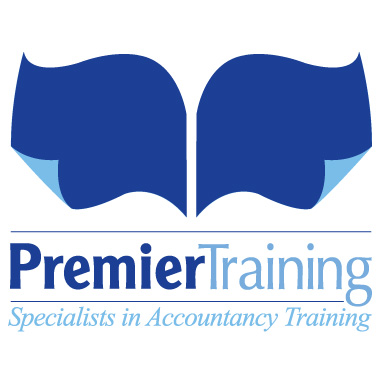 PremierTraining
Specialists in Accountancy Training